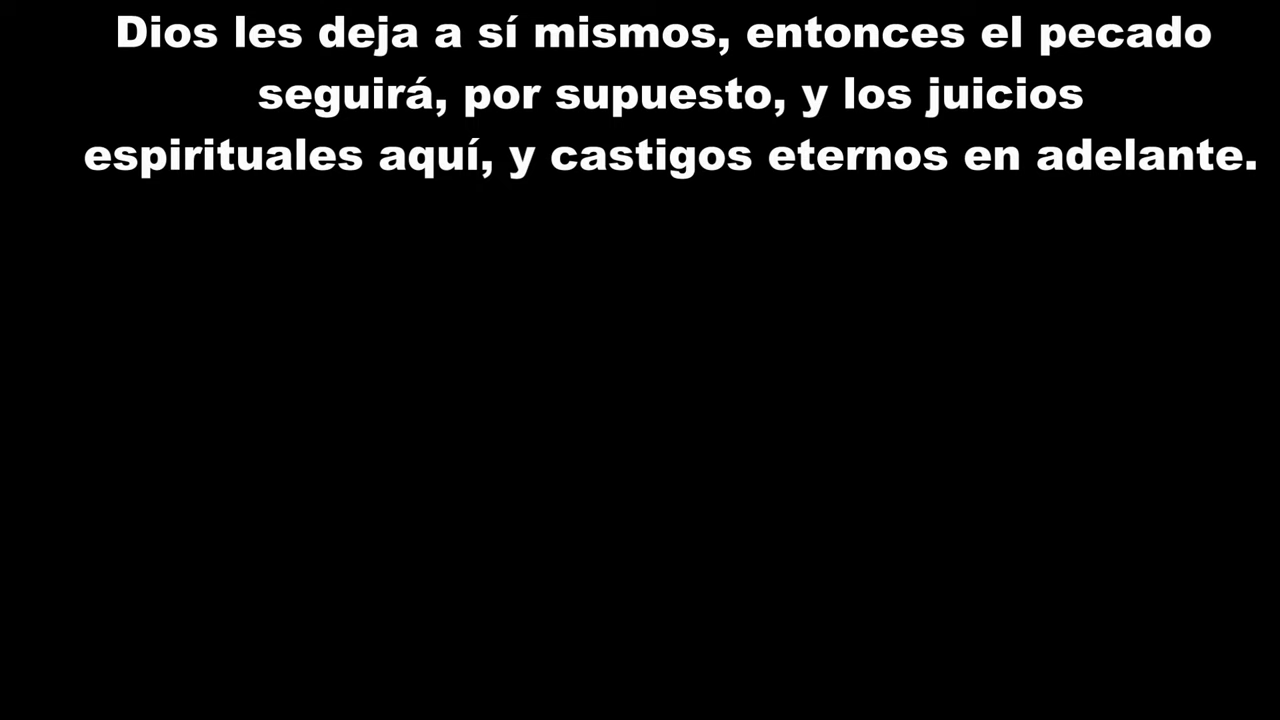 Dios les deja a sí mismos, entonces el pecado
seguirá, por supuesto, y los juicios
espirituales aquí, y castigos eternos en adelante.